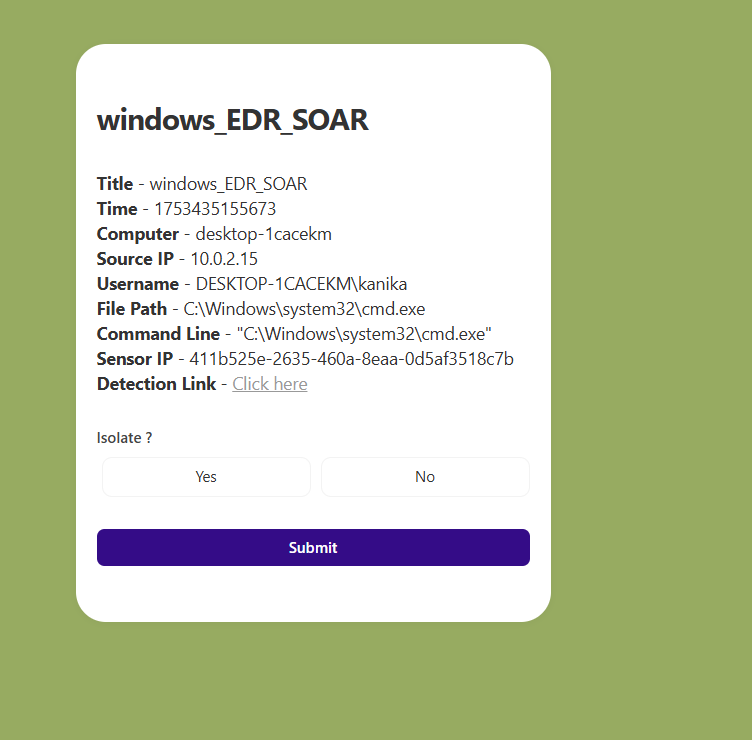 windows_EDR_SOAR
Title - windows_EDR_SOAR
Time - 1753435155673
Computer - desktop-1cacekm
Source IP - 10.0.2.15
Username - DESKTOP-1CACEKM\kanika
File Path - C:\Windows\system32\cmd.exe
Command Line - "C:\Windows\system32\cmd.exe"
Sensor IP - 411b525e-2635-460a-8eaa-0d5af3518c7b
Detection Link - Click here
Isolate ?
Yes No
Submit